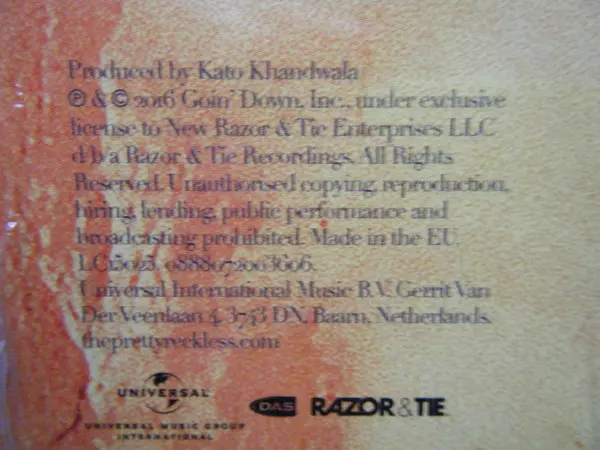 Produced by Kato Khandwala
℗ & © 2016 Goin' Down, Inc., under exclusive
license to New Razor & Tie Enterprises LLC
d/b/a Razor & Tie Recordings. All Rights
Reserved. Unauthorised copying, reproduction,
hiring, lending, public performance and
broadcasting prohibited. Made in the EU.
LC15023. 0888072003606.
Universal International Music B.V. Gerrit Van
Der Veenlaan 4, 3743 DN, Baarn, Netherlands.
theprettyreckless.com
UNIVERSAL
UNIVERSAL MUSIC GROUP
INTERNATIONAL
DAS
RAZOR & TIE